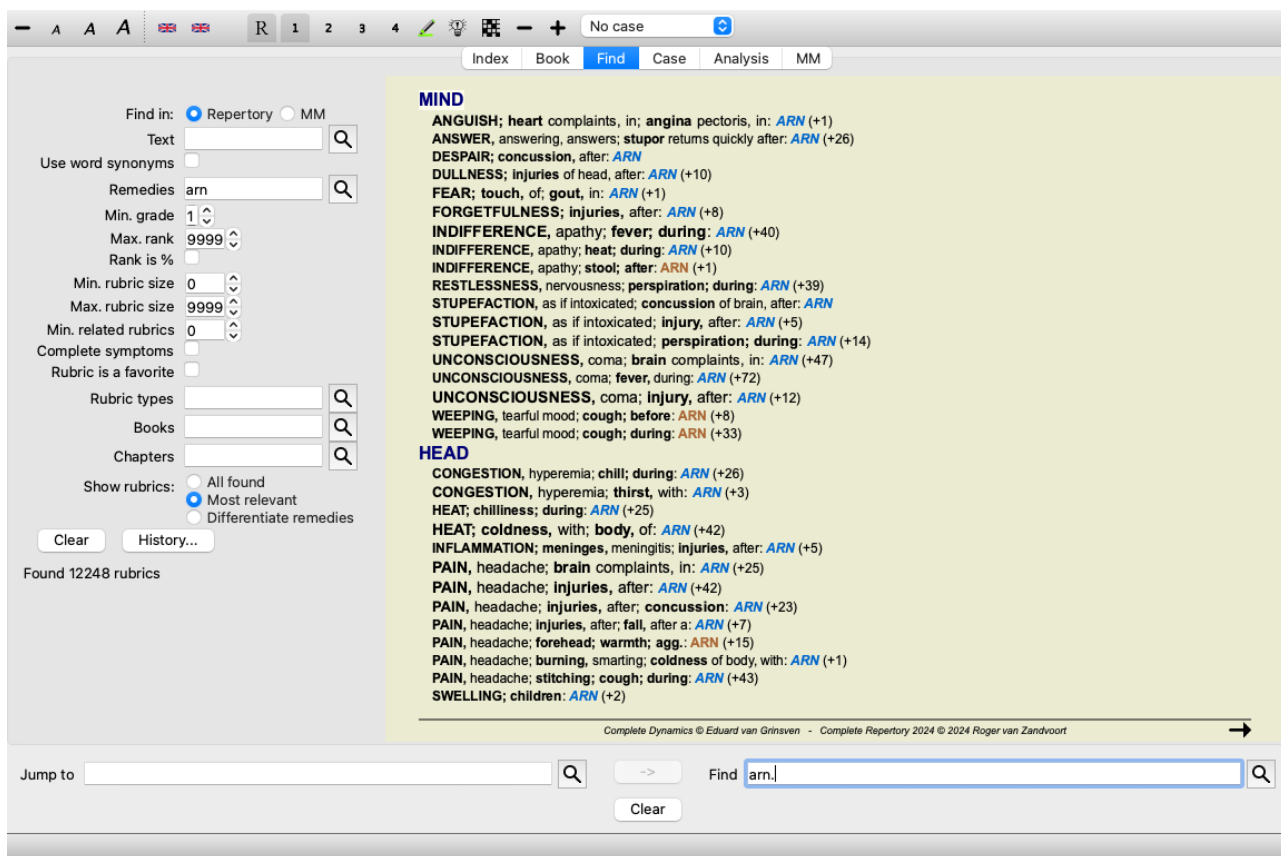 A A A R 1 2 3 4 No case
Index Book Find Case Analysis MM
Find in: Repertory MM
Text
Use word synonyms
Remedies arn
Min. grade 1
Max. rank 9999
Rank is %
Min. rubric size 0
Max. rubric size 9999
Min. related rubrics 0
Complete symptoms
Rubric is a favorite
Rubric types
Books
Chapters
Show rubrics: All found
Most relevant
Differentiate remedies
Clear History...
Found 12248 rubrics
MIND
ANGUISH; heart complaints, in; angina pectoris, in: ARN (+1)
ANSWER, answering, answers; stupor returns quickly after: ARN (+26)
DESPAIR; concussion, after: ARN
DULLNESS; injuries of head, after: ARN (+10)
FEAR; touch, of; gout, in: ARN (+1)
FORGETFULNESS; injuries, after: ARN (+8)
INDIFFERENCE, apathy; fever; during: ARN (+40)
INDIFFERENCE, apathy; heat; during: ARN (+10)
INDIFFERENCE, apathy; stool; after: ARN (+1)
RESTLESSNESS, nervousness; perspiration; during: ARN (+39)
STUPEFACTION, as if intoxicated; concussion of brain, after: ARN
STUPEFACTION, as if intoxicated; injury, after: ARN (+5)
STUPEFACTION, as if intoxicated; perspiration; during: ARN (+14)
UNCONSCIOUSNESS, coma; brain complaints, in: ARN (+47)
UNCONSCIOUSNESS, coma; fever, during: ARN (+72)
UNCONSCIOUSNESS, coma; injury, after: ARN (+12)
WEEPING, tearful mood; cough; before: ARN (+8)
WEEPING, tearful mood; cough; during: ARN (+33)
HEAD
CONGESTION, hyperemia; chill; during: ARN (+26)
CONGESTION, hyperemia; thirst, with: ARN (+3)
HEAT; chilliness; during: ARN (+25)
HEAT; coldness, with; body, of: ARN (+42)
INFLAMMATION; meninges, meningitis; injuries, after: ARN (+5)
PAIN, headache; brain complaints, in: ARN (+25)
PAIN, headache; injuries, after: ARN (+42)
PAIN, headache; injuries, after; concussion: ARN (+23)
PAIN, headache; injuries, after; fall, after a: ARN (+7)
PAIN, headache; forehead; warmth; agg.: ARN (+15)
PAIN, headache; burning, smarting; coldness of body, with: ARN (+1)
PAIN, headache; stitching; cough; during: ARN (+43)
SWELLING; children: ARN (+2)
Complete Dynamics © Eduard van Grinsven - Complete Repertory 2024 © 2024 Roger van Zandvoort
Jump to -> Find arn.
Clear